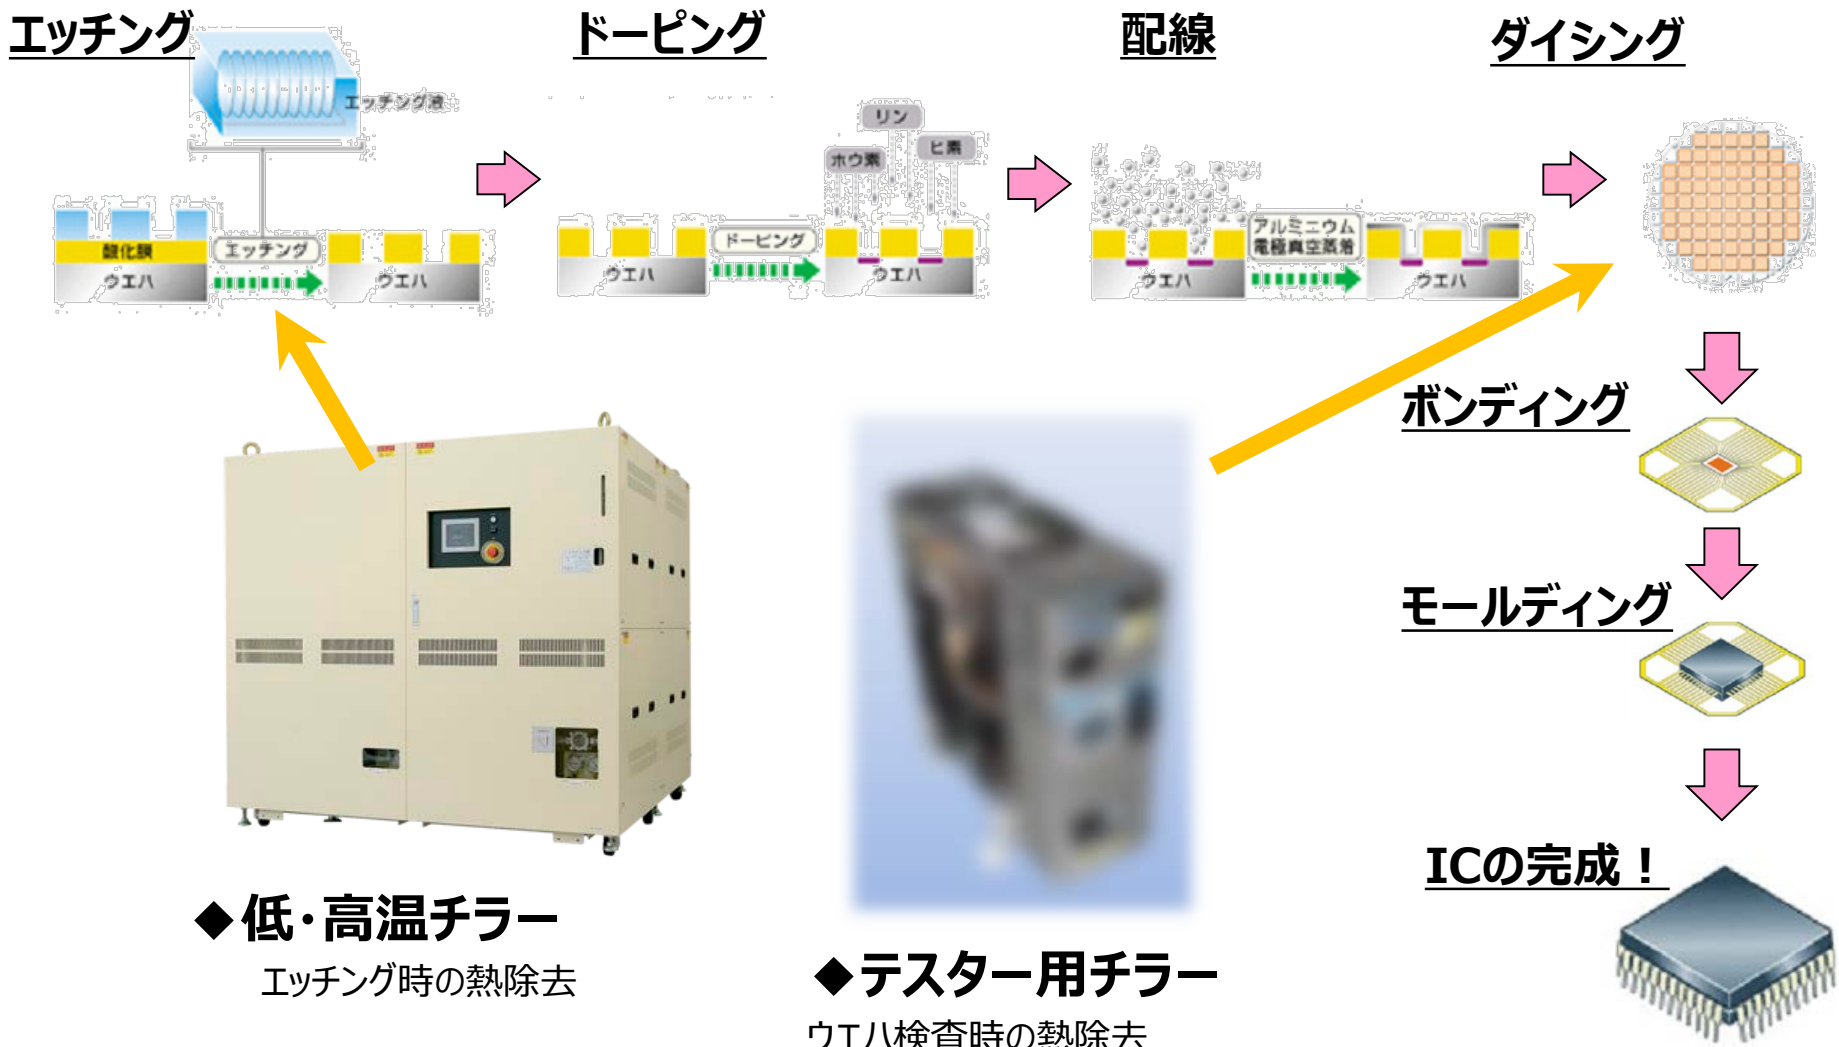 エッチング
ドーピング
配線
ダイシング
エッチング液
リン
ホウ素
ヒ素
酸化膜
ウエハ
エッチング
ウエハ
ウエハ
ドーピング
ウエハ
ウエハ
アルミニウム
電極真空蒸着
ウエハ
ボンディング
モールディング
ICの完成！
◆低・高温チラー
エッチング時の熱除去
◆テスター用チラー
ウエハ検査時の熱除去